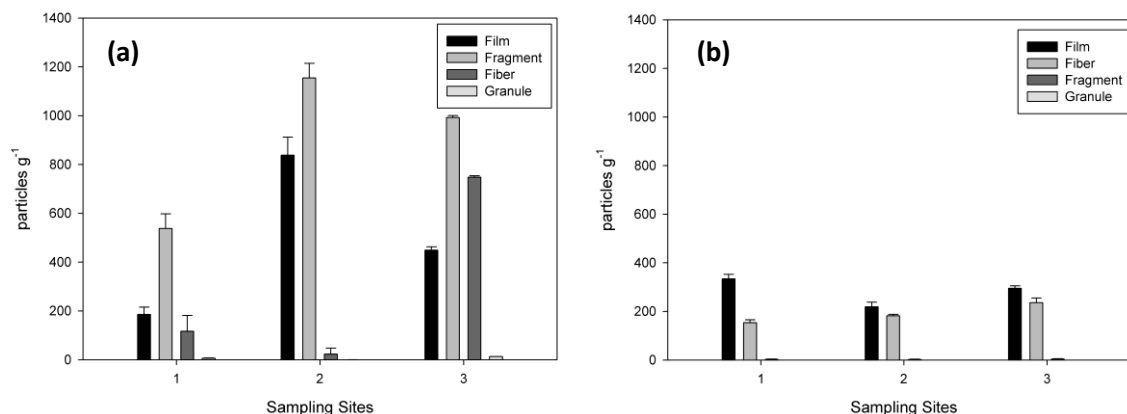 (a)
Film
Fragment
Fiber
Granule
particles g-1
1400
1200
1000
800
600
400
200
0
1 2 3
Sampling Sites
(b)
Film
Fiber
Fragment
Granule
particles g-1
1400
1200
1000
800
600
400
200
0
1 2 3
Sampling Sites